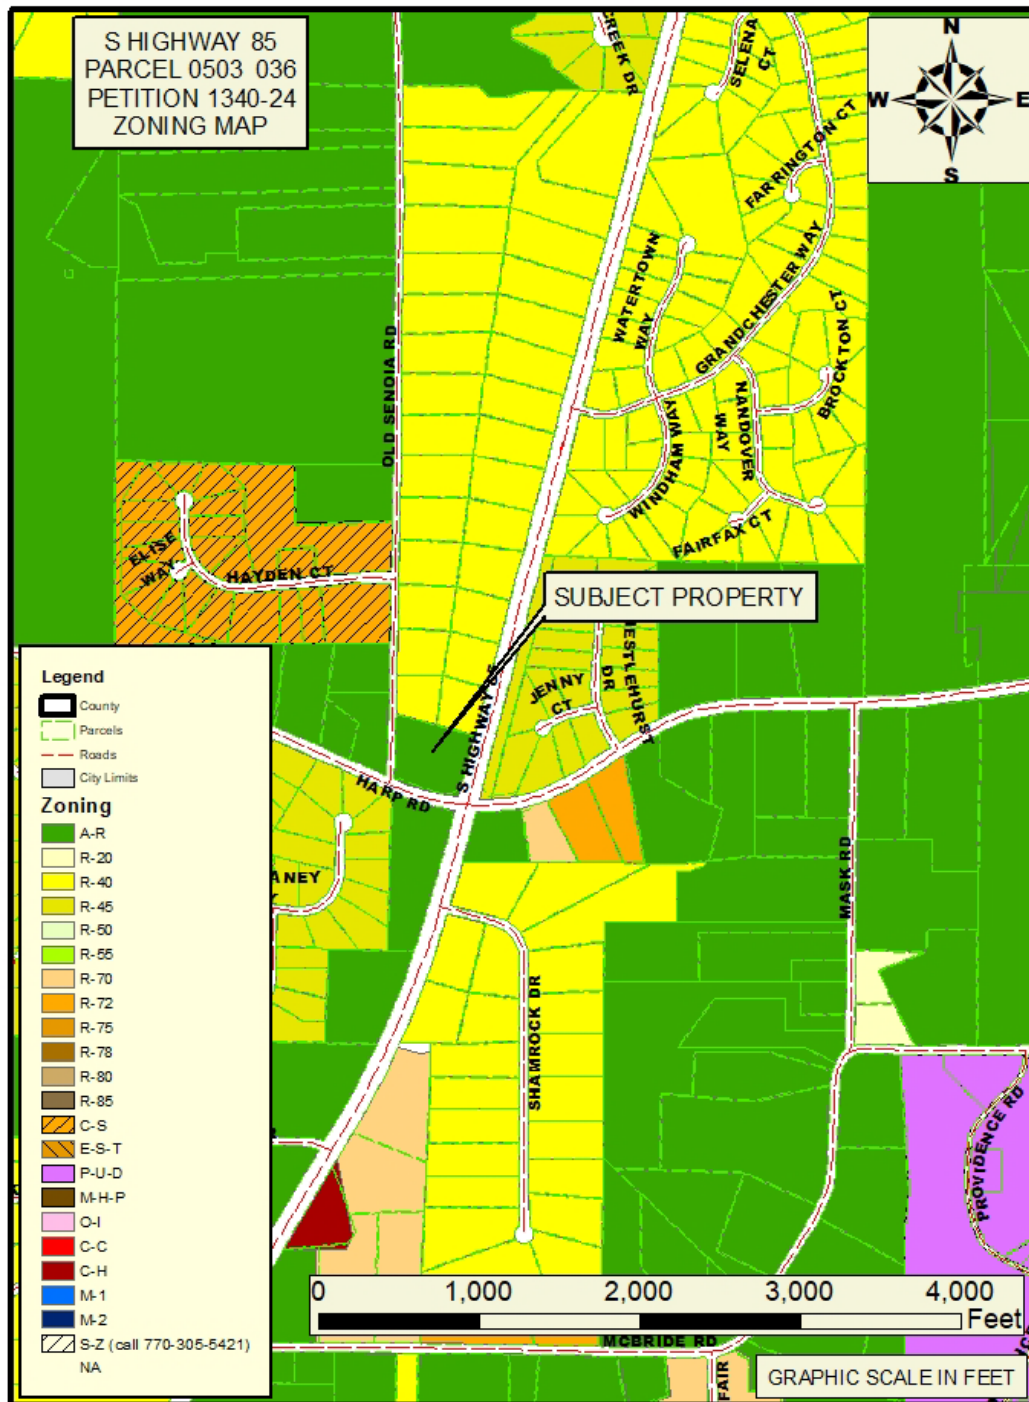 S HIGHWAY 85
PARCEL 0503 036
PETITION 1340-24
ZONING MAP
N
W
E
S
CREEK DR
SELENA
CT
FARRINGTON CT
WATERTOWN
WAY
GRANDCHESTER WAY
BROCKTON CT
NANDOVER
WAY
WINDHAM WAY
FAIRFAX CT
OLD SENOIA RD
ELISE
WAY
HAYDEN CT
SUBJECT PROPERTY
JENNY
CT
ESTLEHURST
DR
S HIGHWAY 85
HARP RD
ANEY
MASK RD
SHAMROCK DR
PROVIDENCE RD
MCBRIDE RD
FAIR
Legend
County
Parcels
Roads
City Limits
Zoning
A-R
R-20
R-40
R-45
R-50
R-55
R-70
R-72
R-75
R-78
R-80
R-85
C-S
E-S-T
P-U-D
M-H-P
O-I
C-C
C-H
M-1
M-2
S-Z (call 770-305-5421)
NA
0 1,000 2,000 3,000 4,000
Feet
GRAPHIC SCALE IN FEET